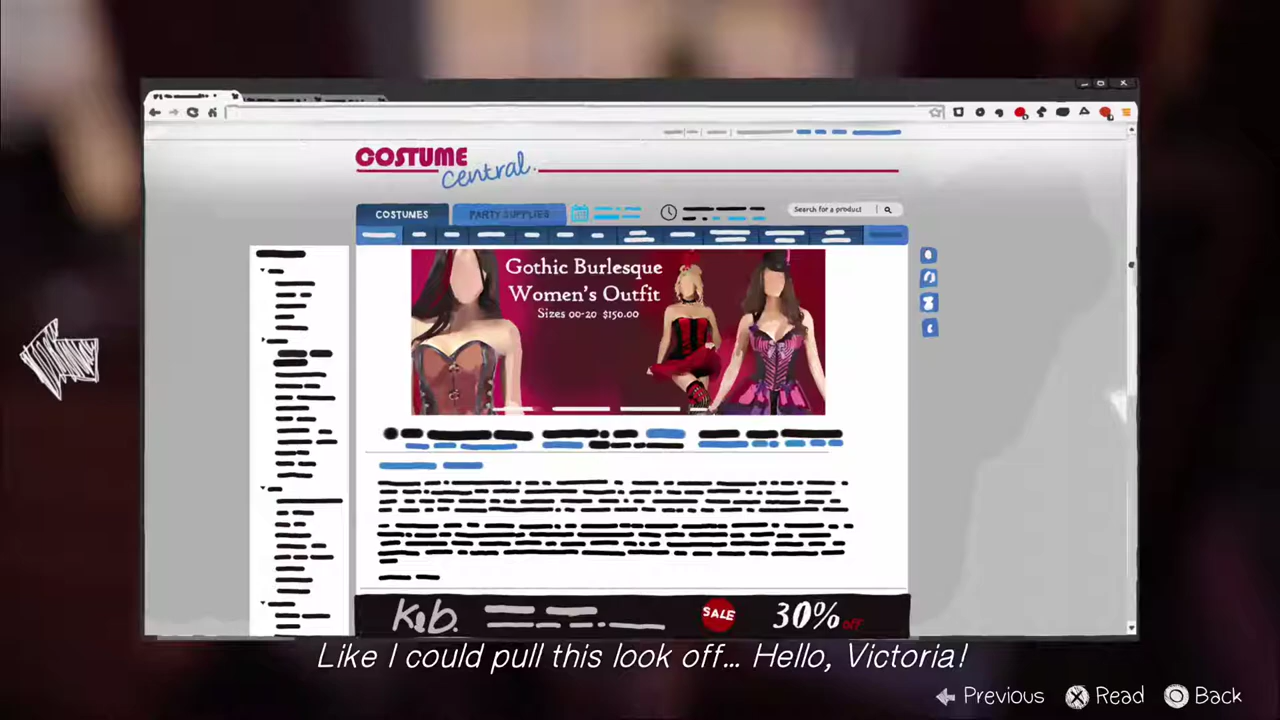 COSTUME
central.
COSTUMES
PARTY SUPPLIES
Search for a product
Gothic Burlesque
Women's Outfit
Sizes 00-20 $150.00
K&b.
SALE
30% off
Like I could pull this look off... Hello, Victoria!
Previous
Read
Back